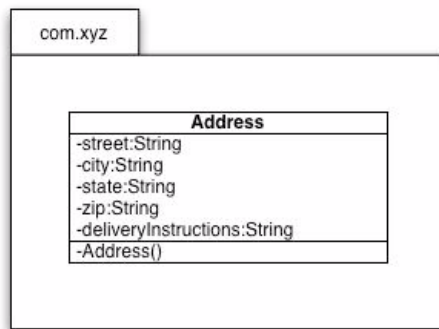 com.xyz
Address
-street:String
-city:String
-state:String
-zip:String
-deliveryInstructions:String
-Address()